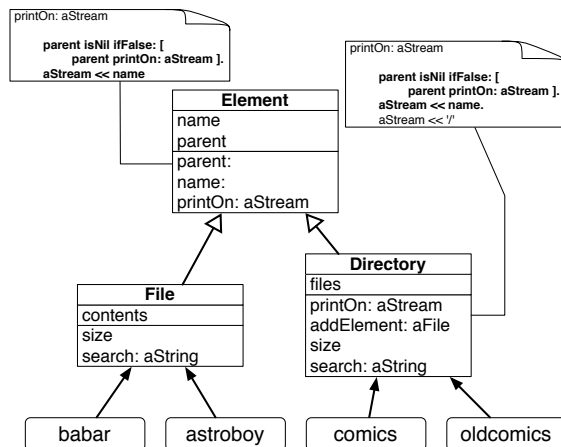 printOn: aStream
parent isNil ifFalse: [
parent printOn: aStream ].
aStream << name
printOn: aStream
parent isNil ifFalse: [
parent printOn: aStream ].
aStream << name.
aStream << '/'
Element
name
parent
parent:
name:
printOn: aStream
File
contents
size
search: aString
Directory
files
printOn: aStream
addElement: aFile
size
search: aString
babar
astroboy
comics
oldcomics